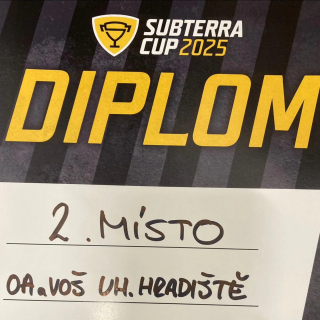 SUBTERRA
CUP 2025
DIPLOM
2. MÍSTO
OA a VOŠ UH. HRADIŠTĚ